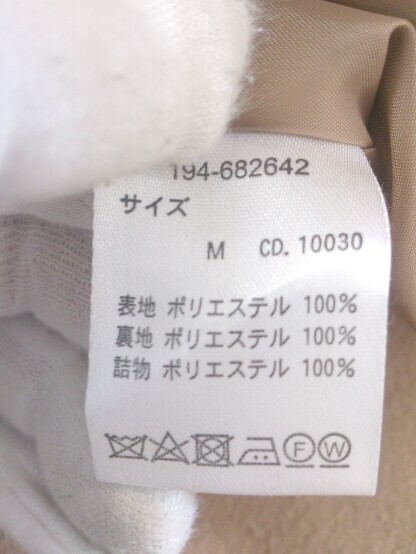 194-682642
サイズ
M CD. 10030
表地 ポリエステル 100%
裏地 ポリエステル 100%
詰物 ポリエステル 100%
F W